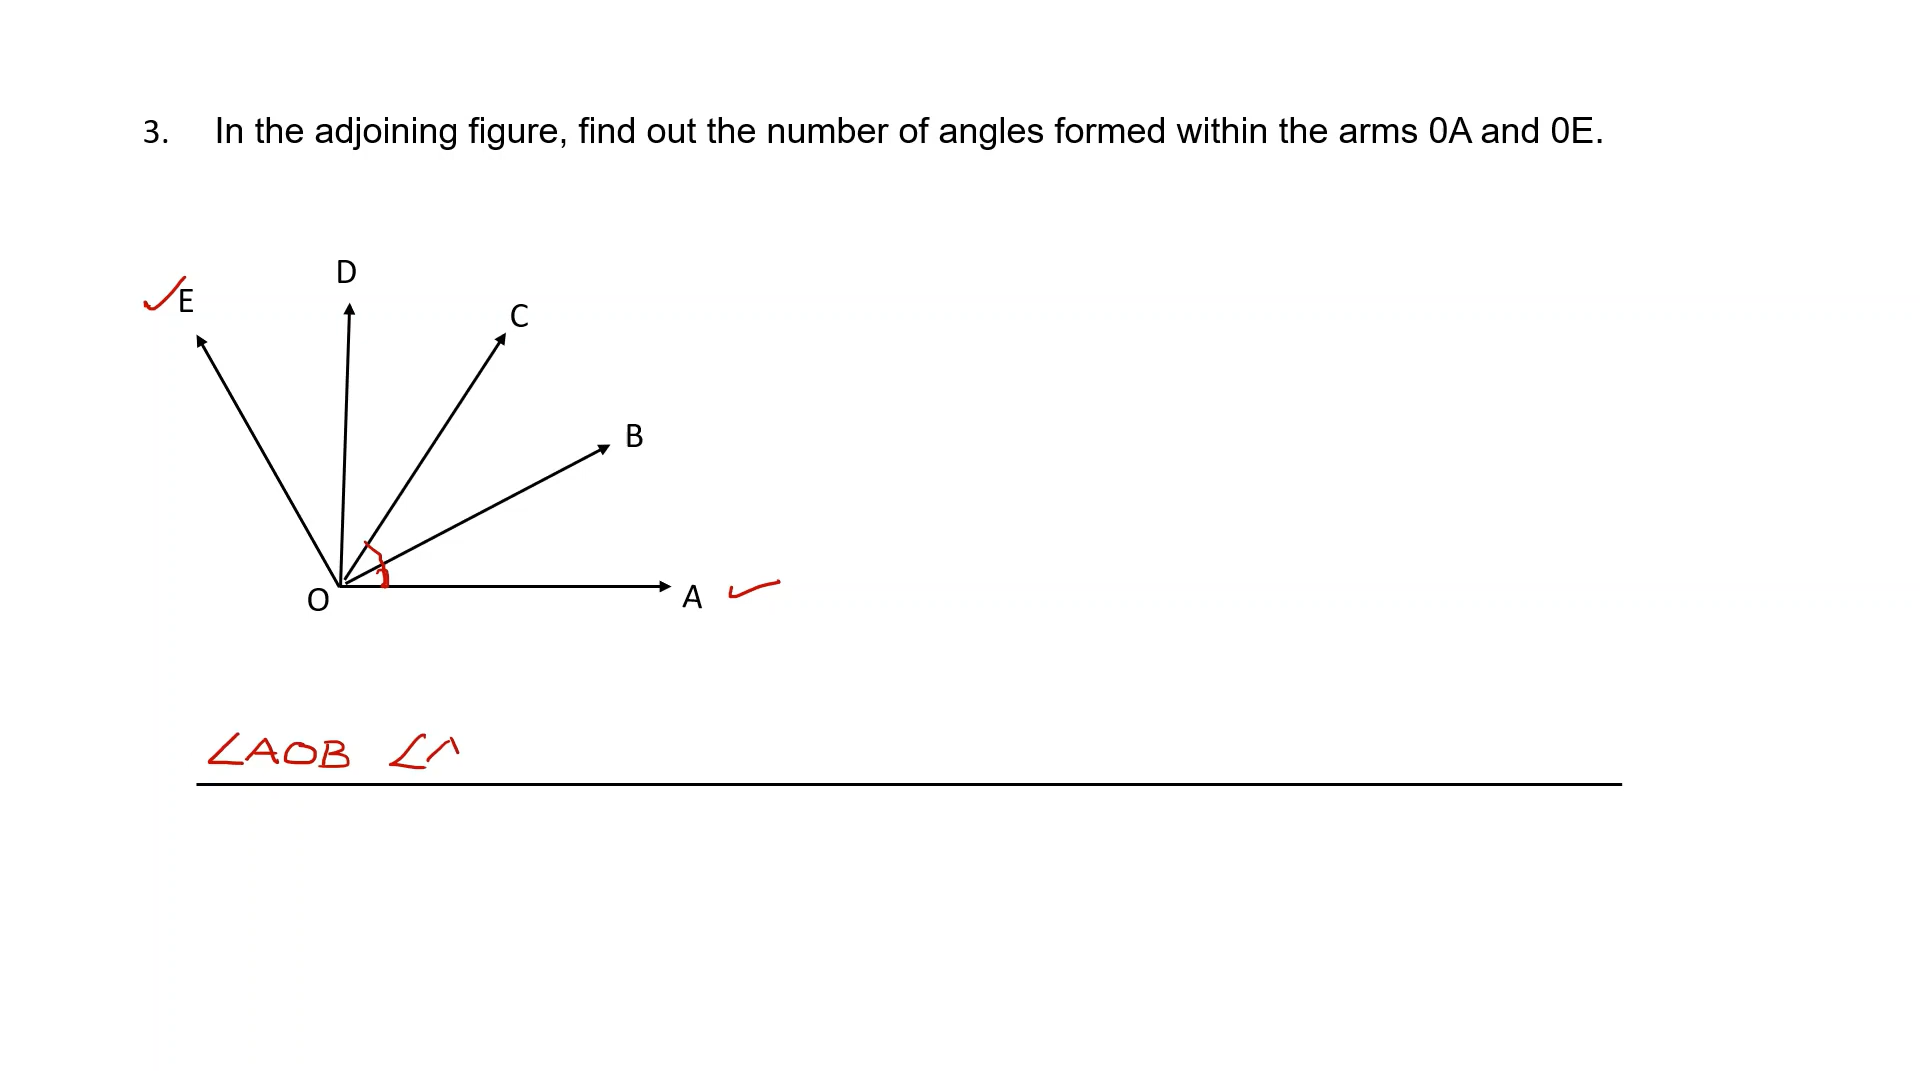 3. In the adjoining figure, find out the number of angles formed within the arms 0A and 0E.
D
E
C
B
O
A
∠AOB ∠